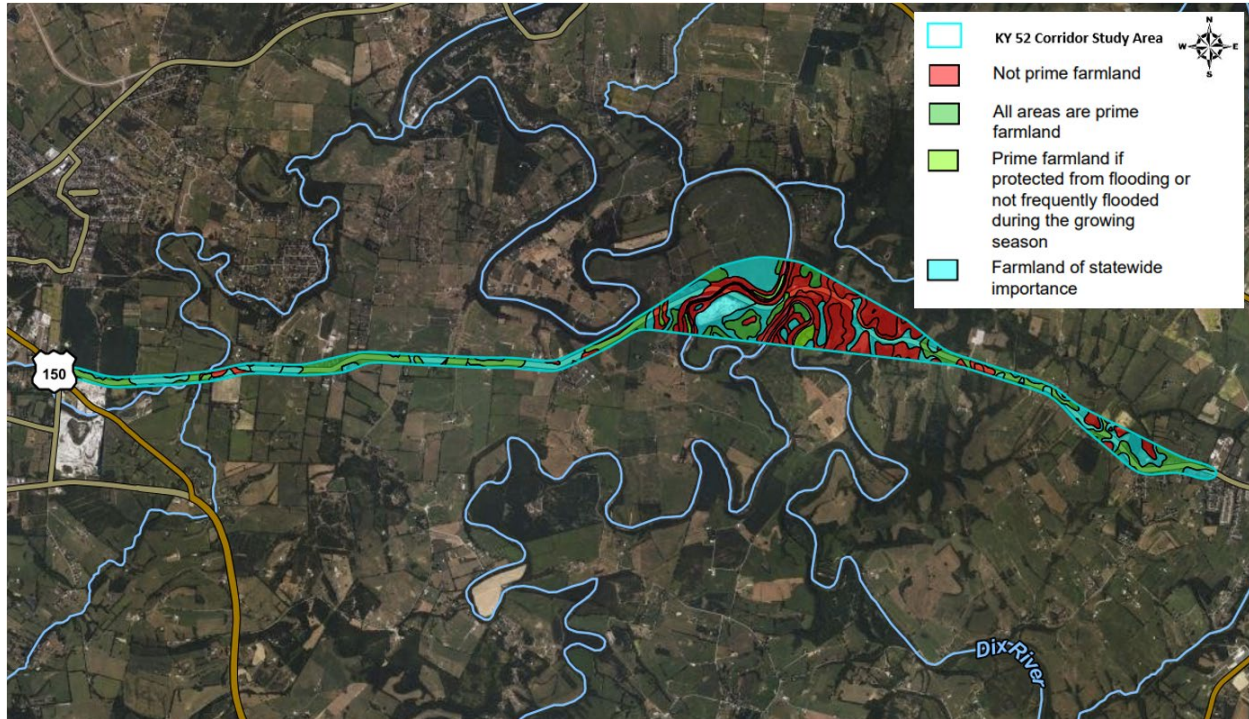 KY 52 Corridor Study Area
Not prime farmland
All areas are prime
farmland
Prime farmland if
protected from flooding or
not frequently flooded
during the growing
season
Farmland of statewide
importance
N
W E
S
150
Dix River